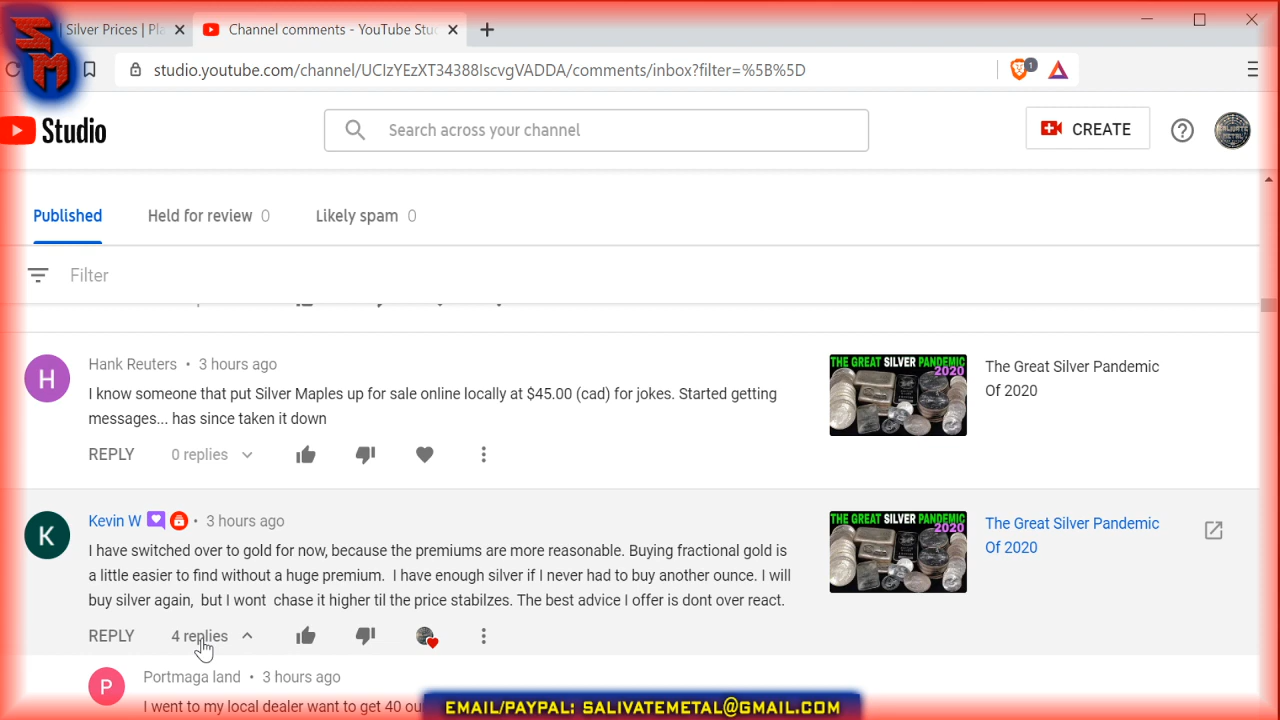 SM
Silver Prices | Pla
Channel comments - YouTube Stu
studio.youtube.com/channel/UCIzYEzXT34388IscvgVADDA/comments/inbox?filter=%5B%5D
1
Studio
Search across your channel
CREATE
Published
Held for review 0
Likely spam 0
Filter
Hank Reuters • 3 hours ago
I know someone that put Silver Maples up for sale online locally at $45.00 (cad) for jokes. Started getting
messages... has since taken it down
REPLY
0 replies
THE GREAT SILVER PANDEMIC
2020
The Great Silver Pandemic
Of 2020
K
Kevin W • 3 hours ago
I have switched over to gold for now, because the premiums are more reasonable. Buying fractional gold is
a little easier to find without a huge premium. I have enough silver if I never had to buy another ounce. I will
buy silver again, but I wont chase it higher til the price stabilzes. The best advice I offer is dont over react.
REPLY
4 replies
THE GREAT SILVER PANDEMIC
2020
The Great Silver Pandemic
Of 2020
H
P
Portmaga land • 3 hours ago
I went to my local dealer want to get 40 ou
EMAIL/PAYPAL: SALIVATEMETAL@GMAIL.COM